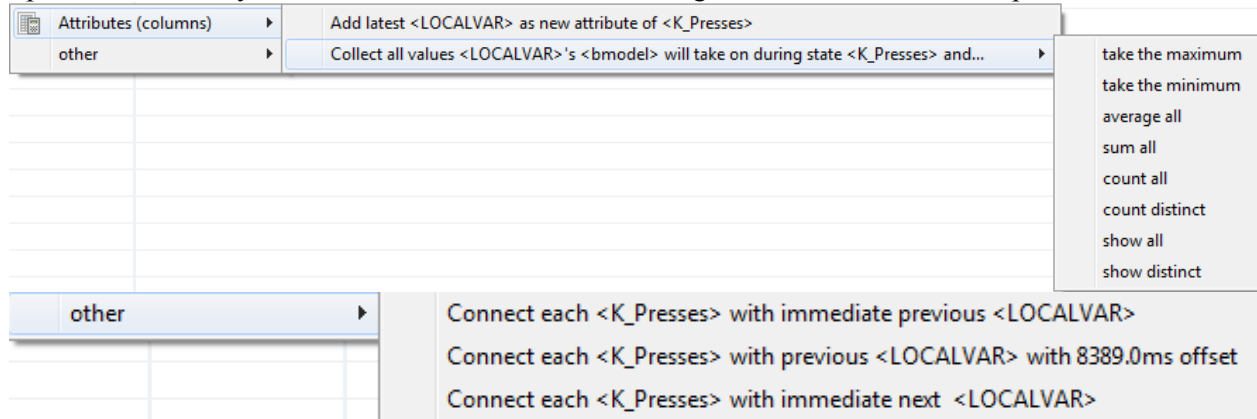 Attributes (columns)
Add latest <LOCALVAR> as new attribute of <K_Presses>
other
Collect all values <LOCALVAR>'s <bmodel> will take on during state <K_Presses> and...
take the maximum
take the minimum
average all
sum all
count all
count distinct
show all
show distinct
other
Connect each <K_Presses> with immediate previous <LOCALVAR>
Connect each <K_Presses> with previous <LOCALVAR> with 8389.0ms offset
Connect each <K_Presses> with immediate next <LOCALVAR>